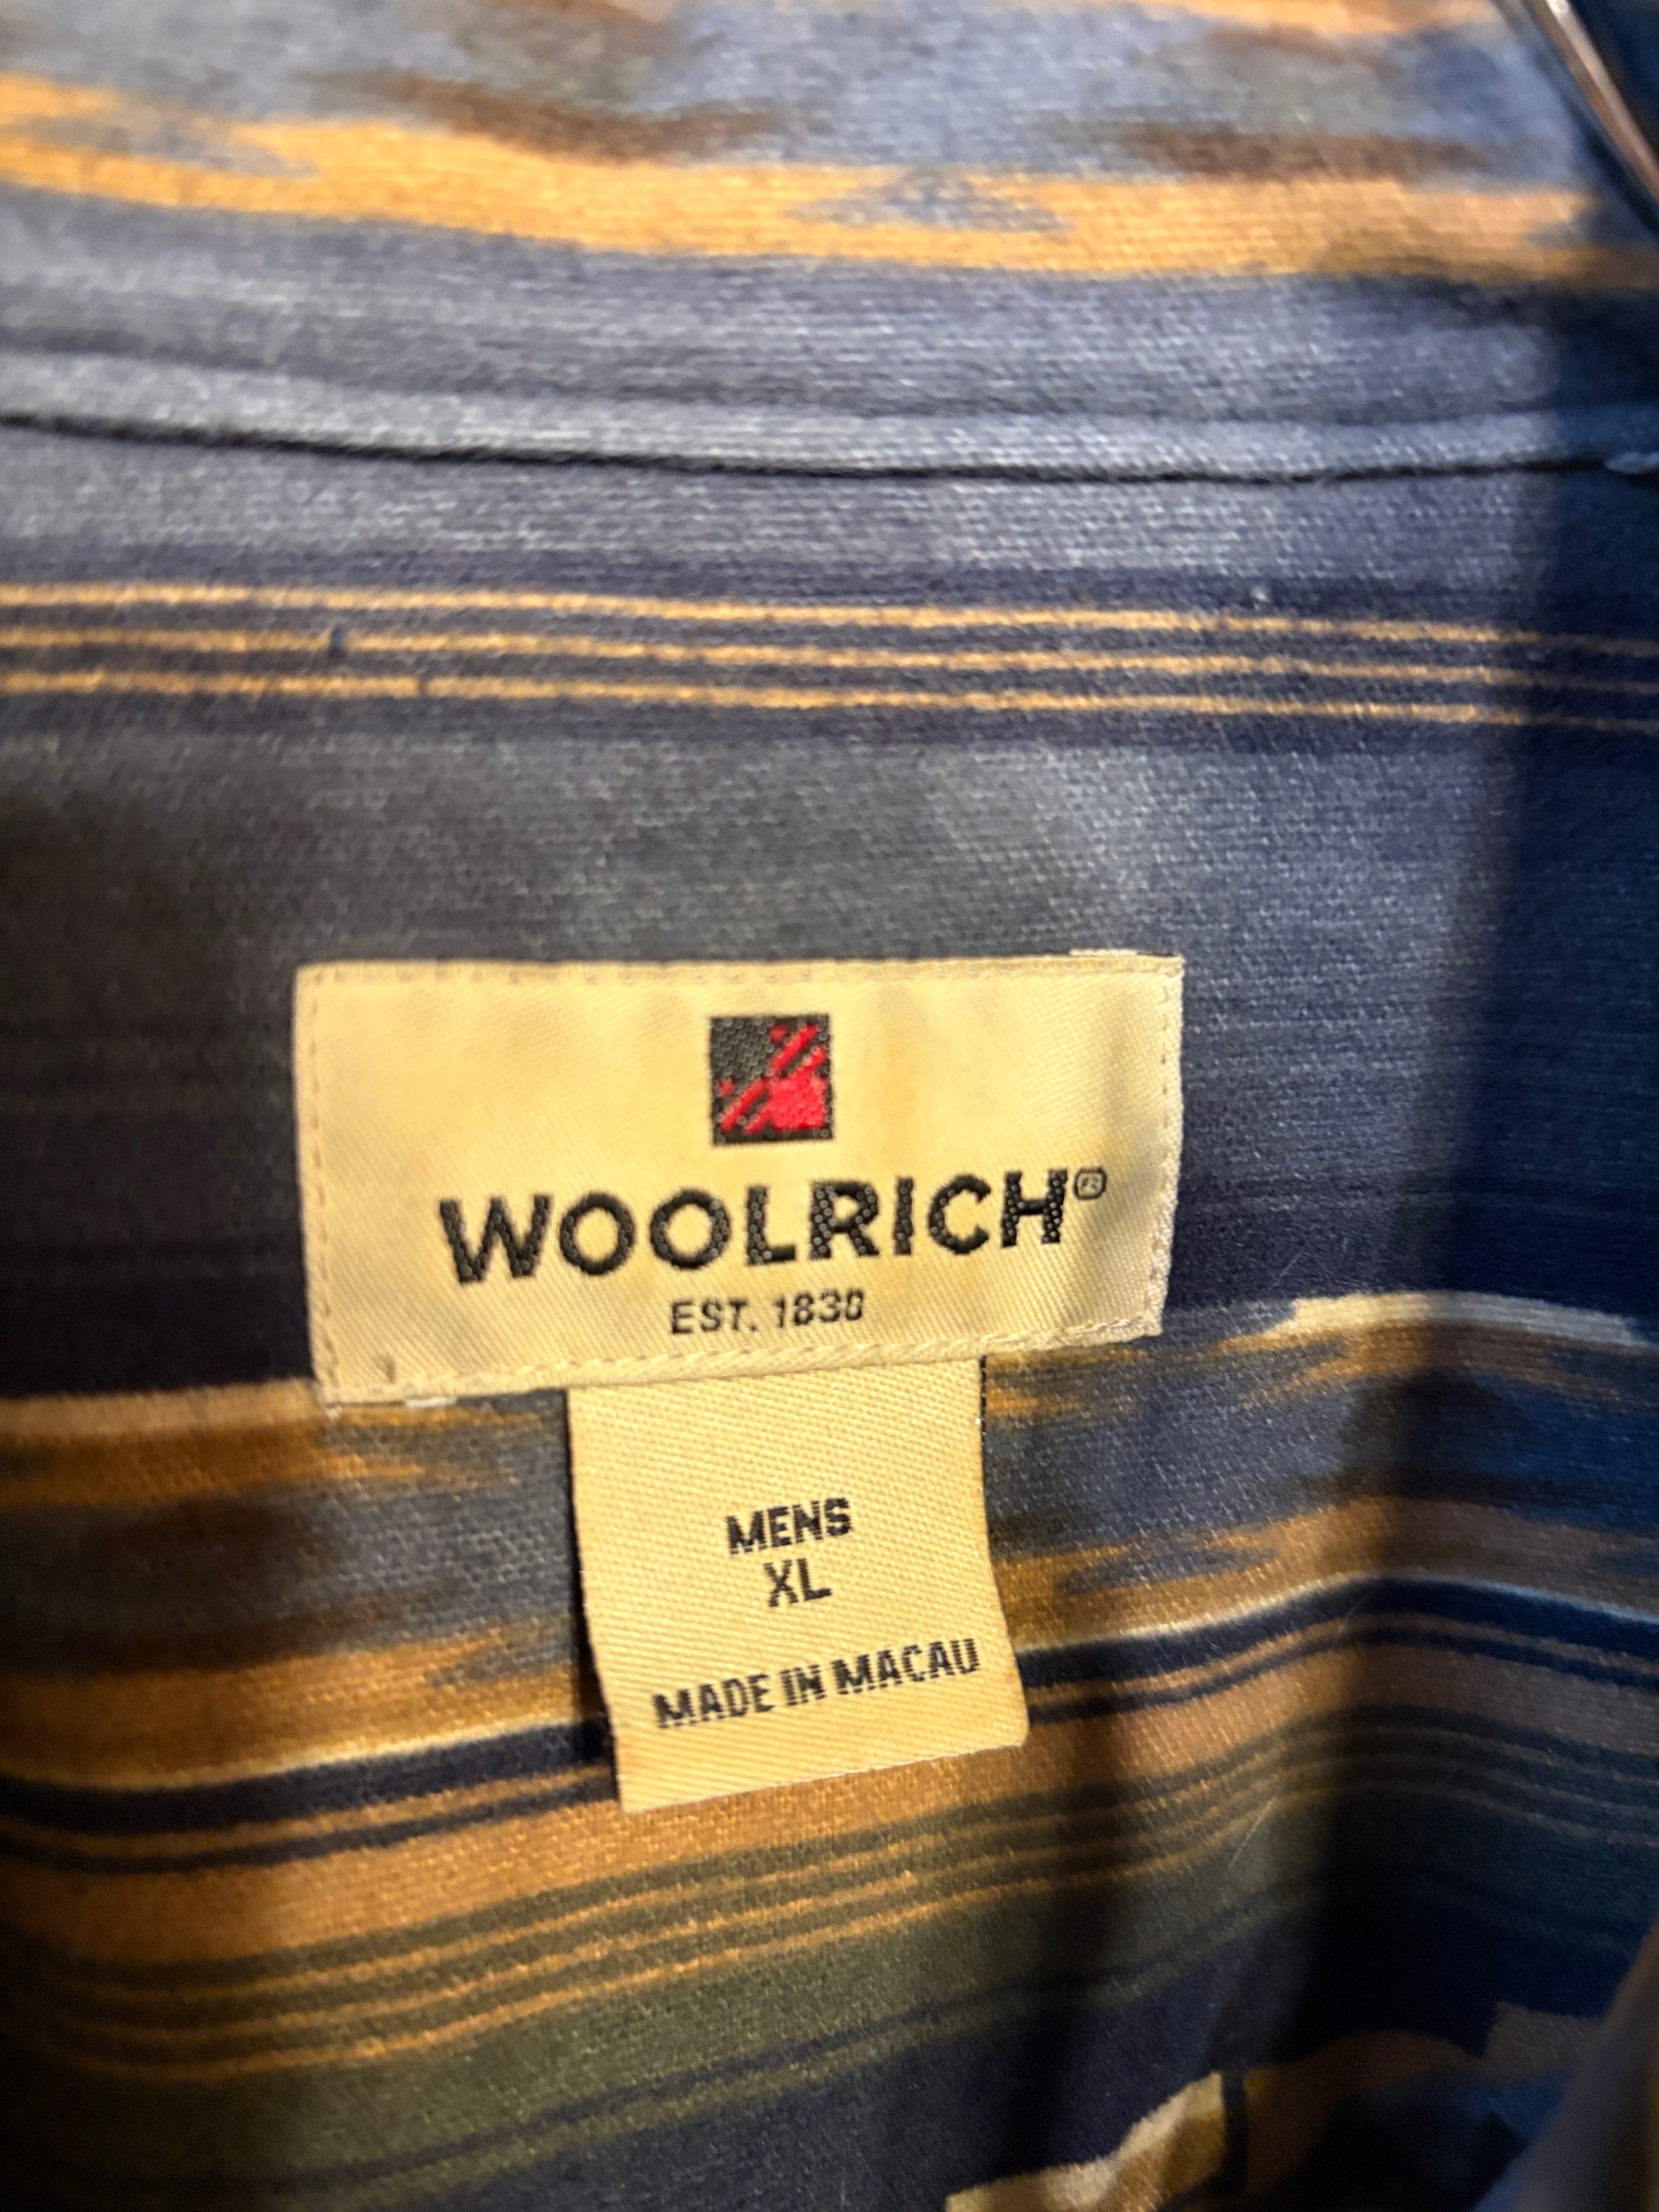 WOOLRICH®
EST. 1830
MENS
XL
MADE IN MACAU